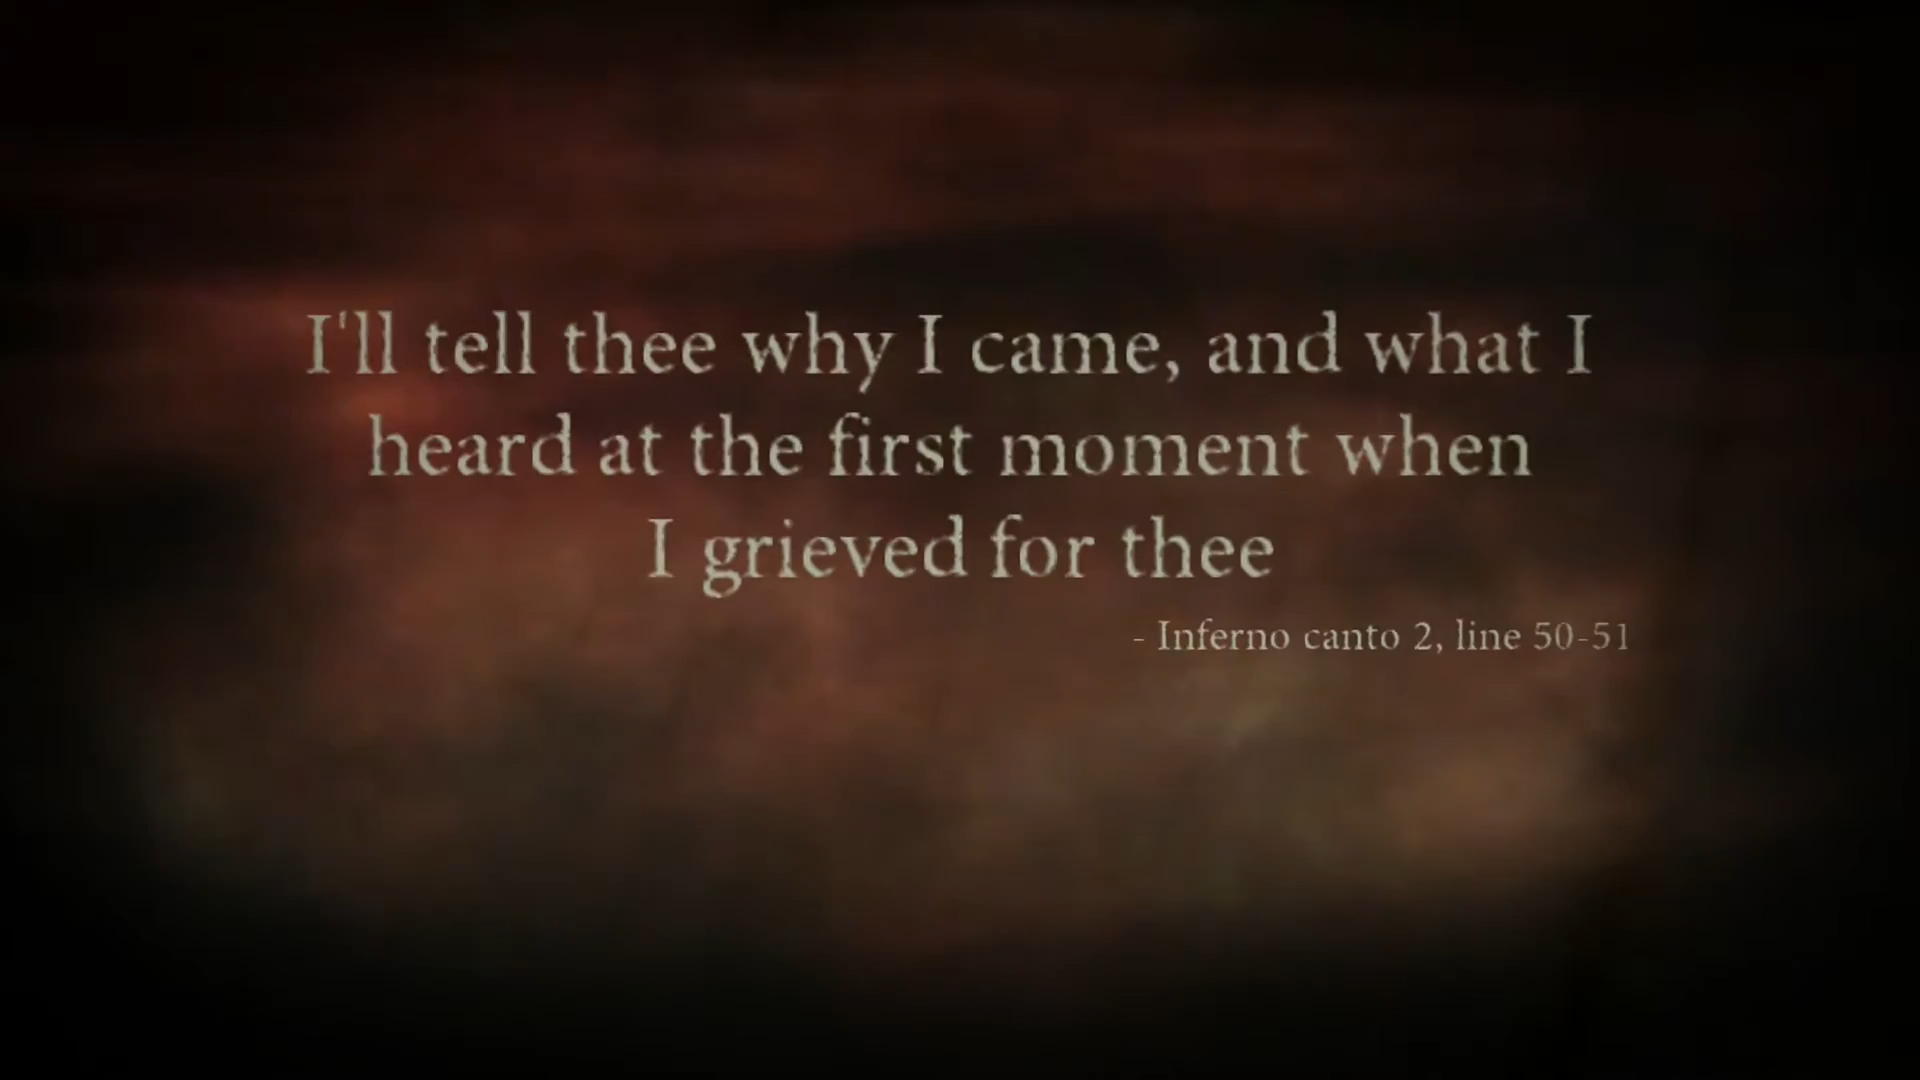 I'll tell thee why I came, and what I
heard at the first moment when
I grieved for thee
- Inferno canto 2, line 50-51